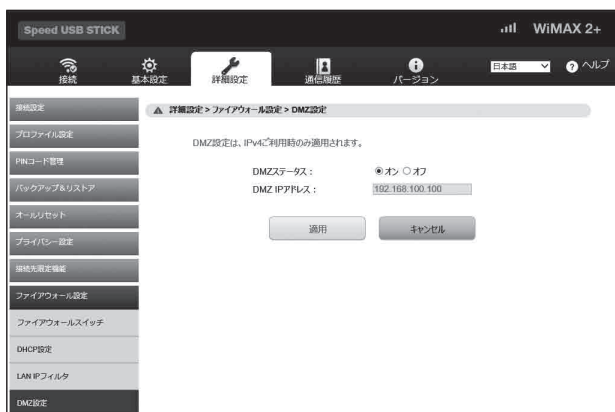 Speed USB STICK
WiMAX 2+
接続
基本設定
詳細設定
通信履歴
バージョン
日本語
ヘルプ
接続設定
プロファイル設定
PINコード管理
バックアップ&リストア
オールリセット
プライバシー設定
接続先限定機能
ファイアウォール設定
ファイアウォールスイッチ
DHCP設定
LAN IPフィルタ
DMZ設定
詳細設定 > ファイアウォール設定 > DMZ設定
DMZ設定は、IPv4ご利用時のみ適用されます。
DMZステータス： オン オフ
DMZ IPアドレス： 192.168.100.100
適用 キャンセル